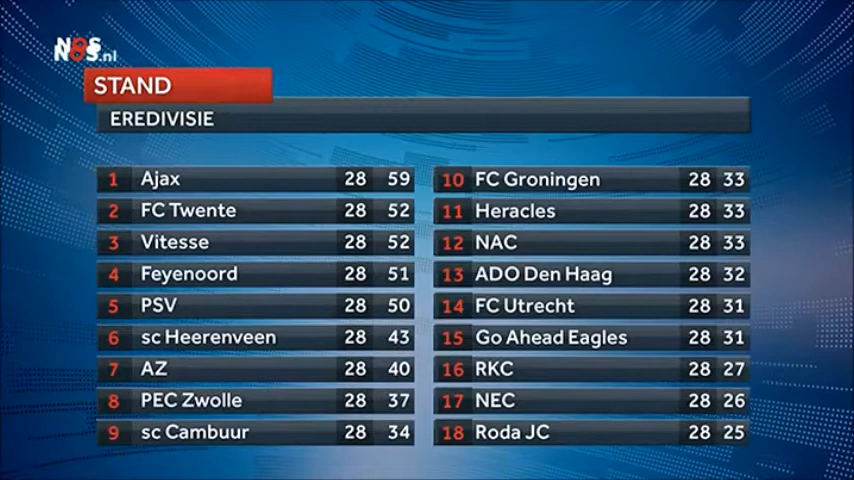 NOS.nl
STAND
EREDIVISIE
1 Ajax 28 59
2 FC Twente 28 52
3 Vitesse 28 52
4 Feyenoord 28 51
5 PSV 28 50
6 sc Heerenveen 28 43
7 AZ 28 40
8 PEC Zwolle 28 37
9 sc Cambuur 28 34
10 FC Groningen 28 33
11 Heracles 28 33
12 NAC 28 33
13 ADO Den Haag 28 32
14 FC Utrecht 28 31
15 Go Ahead Eagles 28 31
16 RKC 28 27
17 NEC 28 26
18 Roda JC 28 25